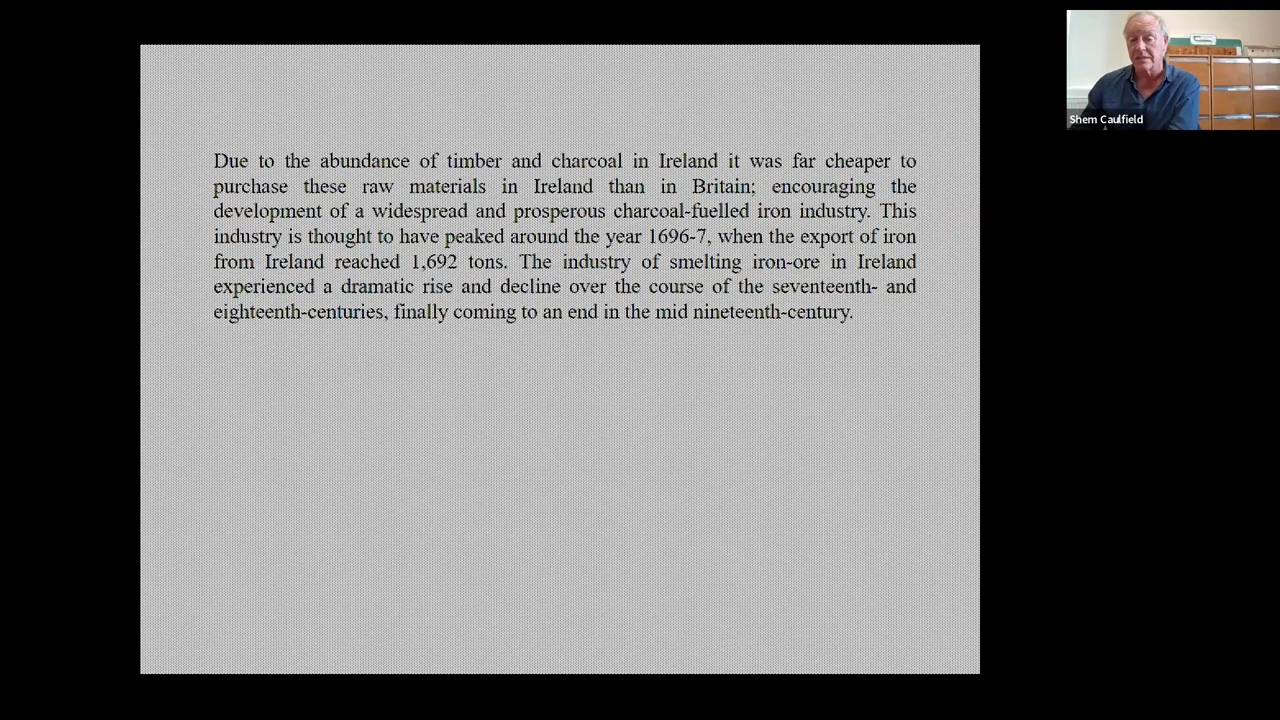 Due to the abundance of timber and charcoal in Ireland it was far cheaper to
purchase these raw materials in Ireland than in Britain; encouraging the
development of a widespread and prosperous charcoal-fuelled iron industry. This
industry is thought to have peaked around the year 1696-7, when the export of iron
from Ireland reached 1,692 tons. The industry of smelting iron-ore in Ireland
experienced a dramatic rise and decline over the course of the seventeenth- and
eighteenth-centuries, finally coming to an end in the mid nineteenth-century.
Shem Caulfield